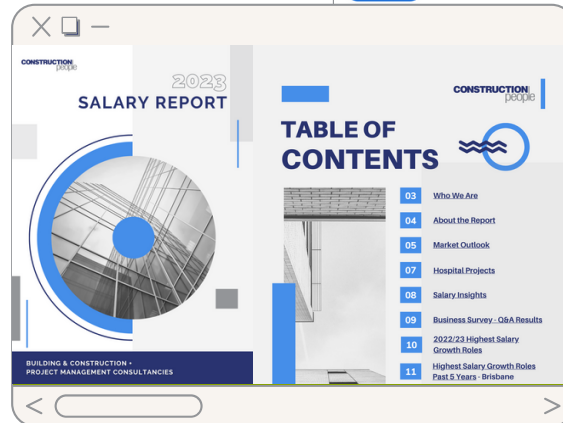 CONSTRUCTION
people
2023
SALARY REPORT
BUILDING & CONSTRUCTION +
PROJECT MANAGEMENT CONSULTANCIES
CONSTRUCTION
people
TABLE OF
CONTENTS
03 Who We Are
04 About the Report
05 Market Outlook
07 Hospital Projects
08 Salary Insights
09 Business Survey - Q&A Results
10 2022/23 Highest Salary
Growth Roles
11 Highest Salary Growth Roles
Past 5 Years - Brisbane